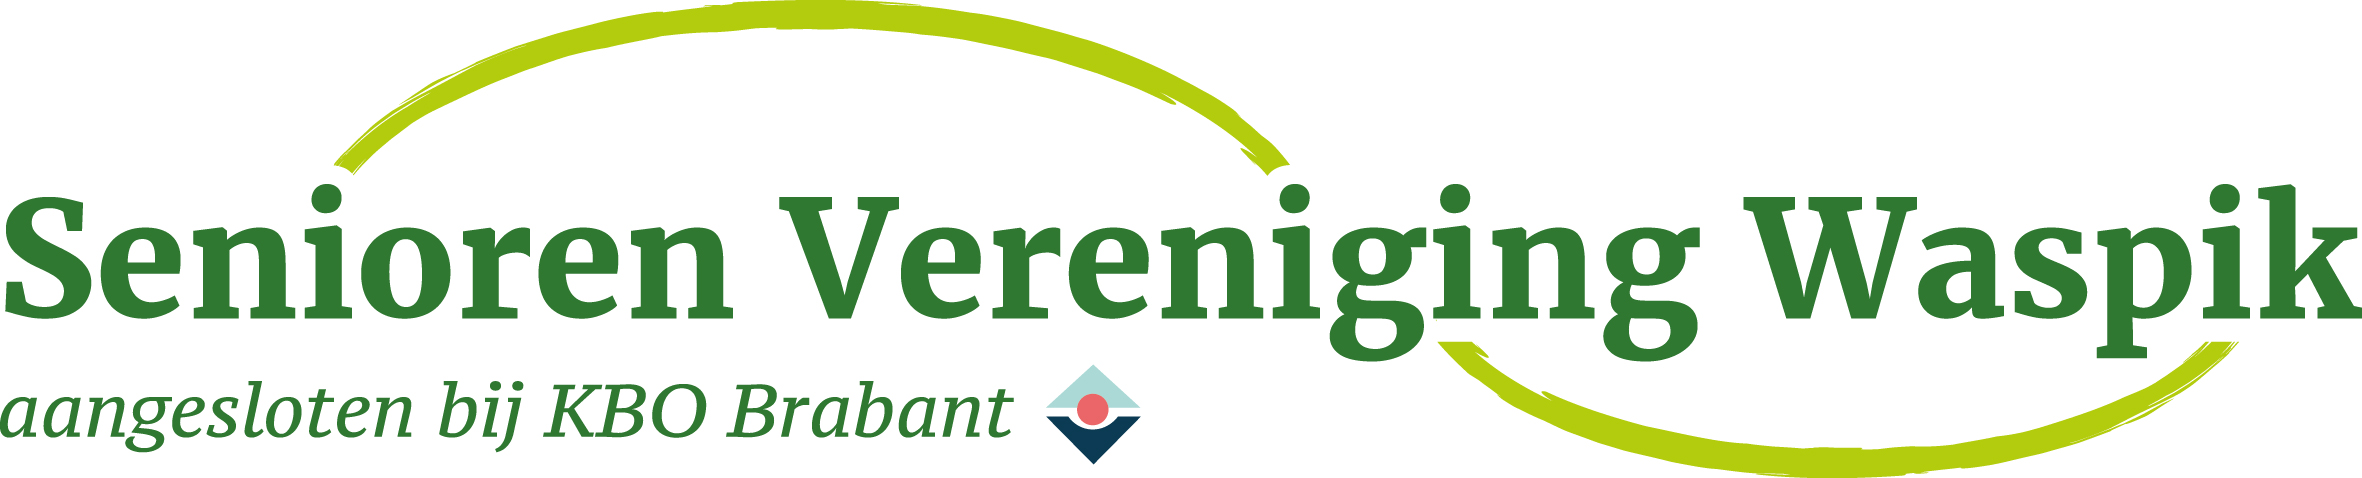 Senioren Vereniging Waspik
aangesloten bij KBO Brabant